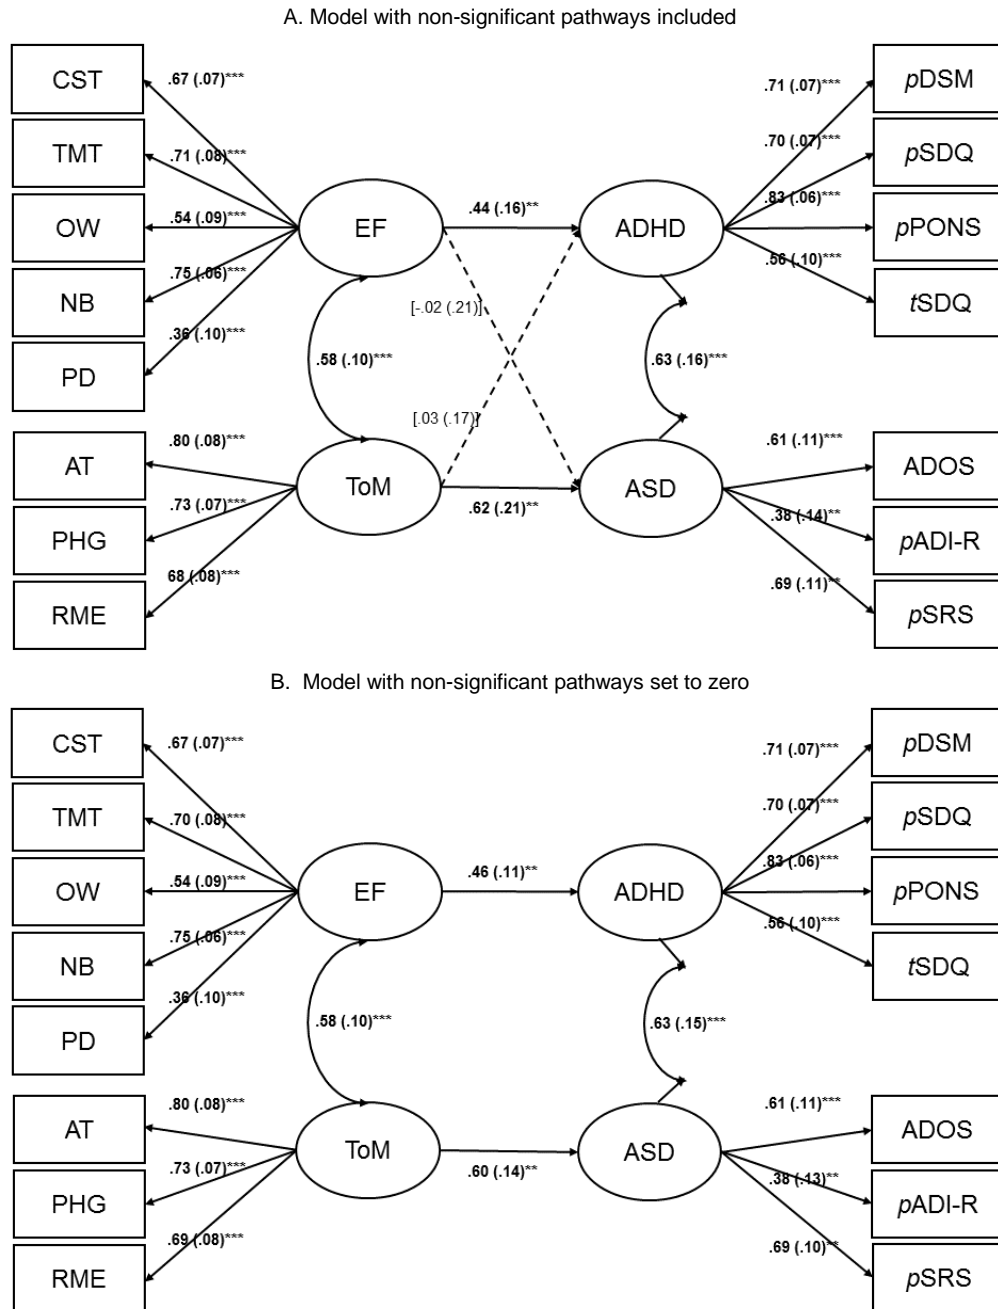 A. Model with non-significant pathways included
CST
.67 (.07)***
.71 (.07)***
pDSM
TMT
.71 (.08)***
.70 (.07)***
pSDQ
OW
.54 (.09)***
EF
.44 (.16)**
ADHD
.83 (.06)***
pPONS
NB
.75 (.06)***
.56 (.10)***
tSDQ
[-.02 (.21)]
PD
.36 (.10)***
.58 (.10)***
.63 (.16)***
[.03 (.17)]
AT
.80 (.08)***
.61 (.11)***
ADOS
ToM
.62 (.21)**
ASD
PHG
.73 (.07)***
.38 (.14)**
pADI-R
RME
68 (.08)***
.69 (.11)**
pSRS
B. Model with non-significant pathways set to zero
CST
.67 (.07)***
.71 (.07)***
pDSM
TMT
.70 (.08)***
.70 (.07)***
pSDQ
OW
.54 (.09)***
EF
.46 (.11)**
ADHD
.83 (.06)***
pPONS
NB
.75 (.06)***
.56 (.10)***
tSDQ
PD
.36 (.10)***
.58 (.10)***
.63 (.15)***
AT
.80 (.08)***
.61 (.11)***
ADOS
ToM
.60 (.14)**
ASD
PHG
.73 (.07)***
.38 (.13)**
pADI-R
RME
.69 (.08)***
.69 (.10)**
pSRS